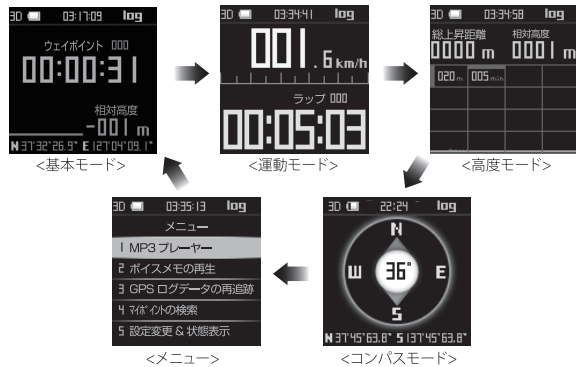 3D 03:17:09 log
ウェイポイント 000
00:00:31
相対高度
-001 m
N 37°32'26.9" E 127°04'09.1"
<基本モード>
3D 03:34:41 log
001.6 km/h
ラップ 000
00:05:03
<運動モード>
3D 03:34:58 log
総上昇距離 相対高度
0000 m 0001 m
020 m 005 min
<高度モード>
3D 03:35:13 log
メニュー
1 MP3 プレーヤー
2 ボイスメモの再生
3 GPS ログデータの再追跡
4 マイポイントの検索
5 設定変更 & 状態表示
<メニュー>
3D 22:24 log
N
W 36° E
S
N 37°45'63.8" S 137°45'63.8"
<コンパスモード>